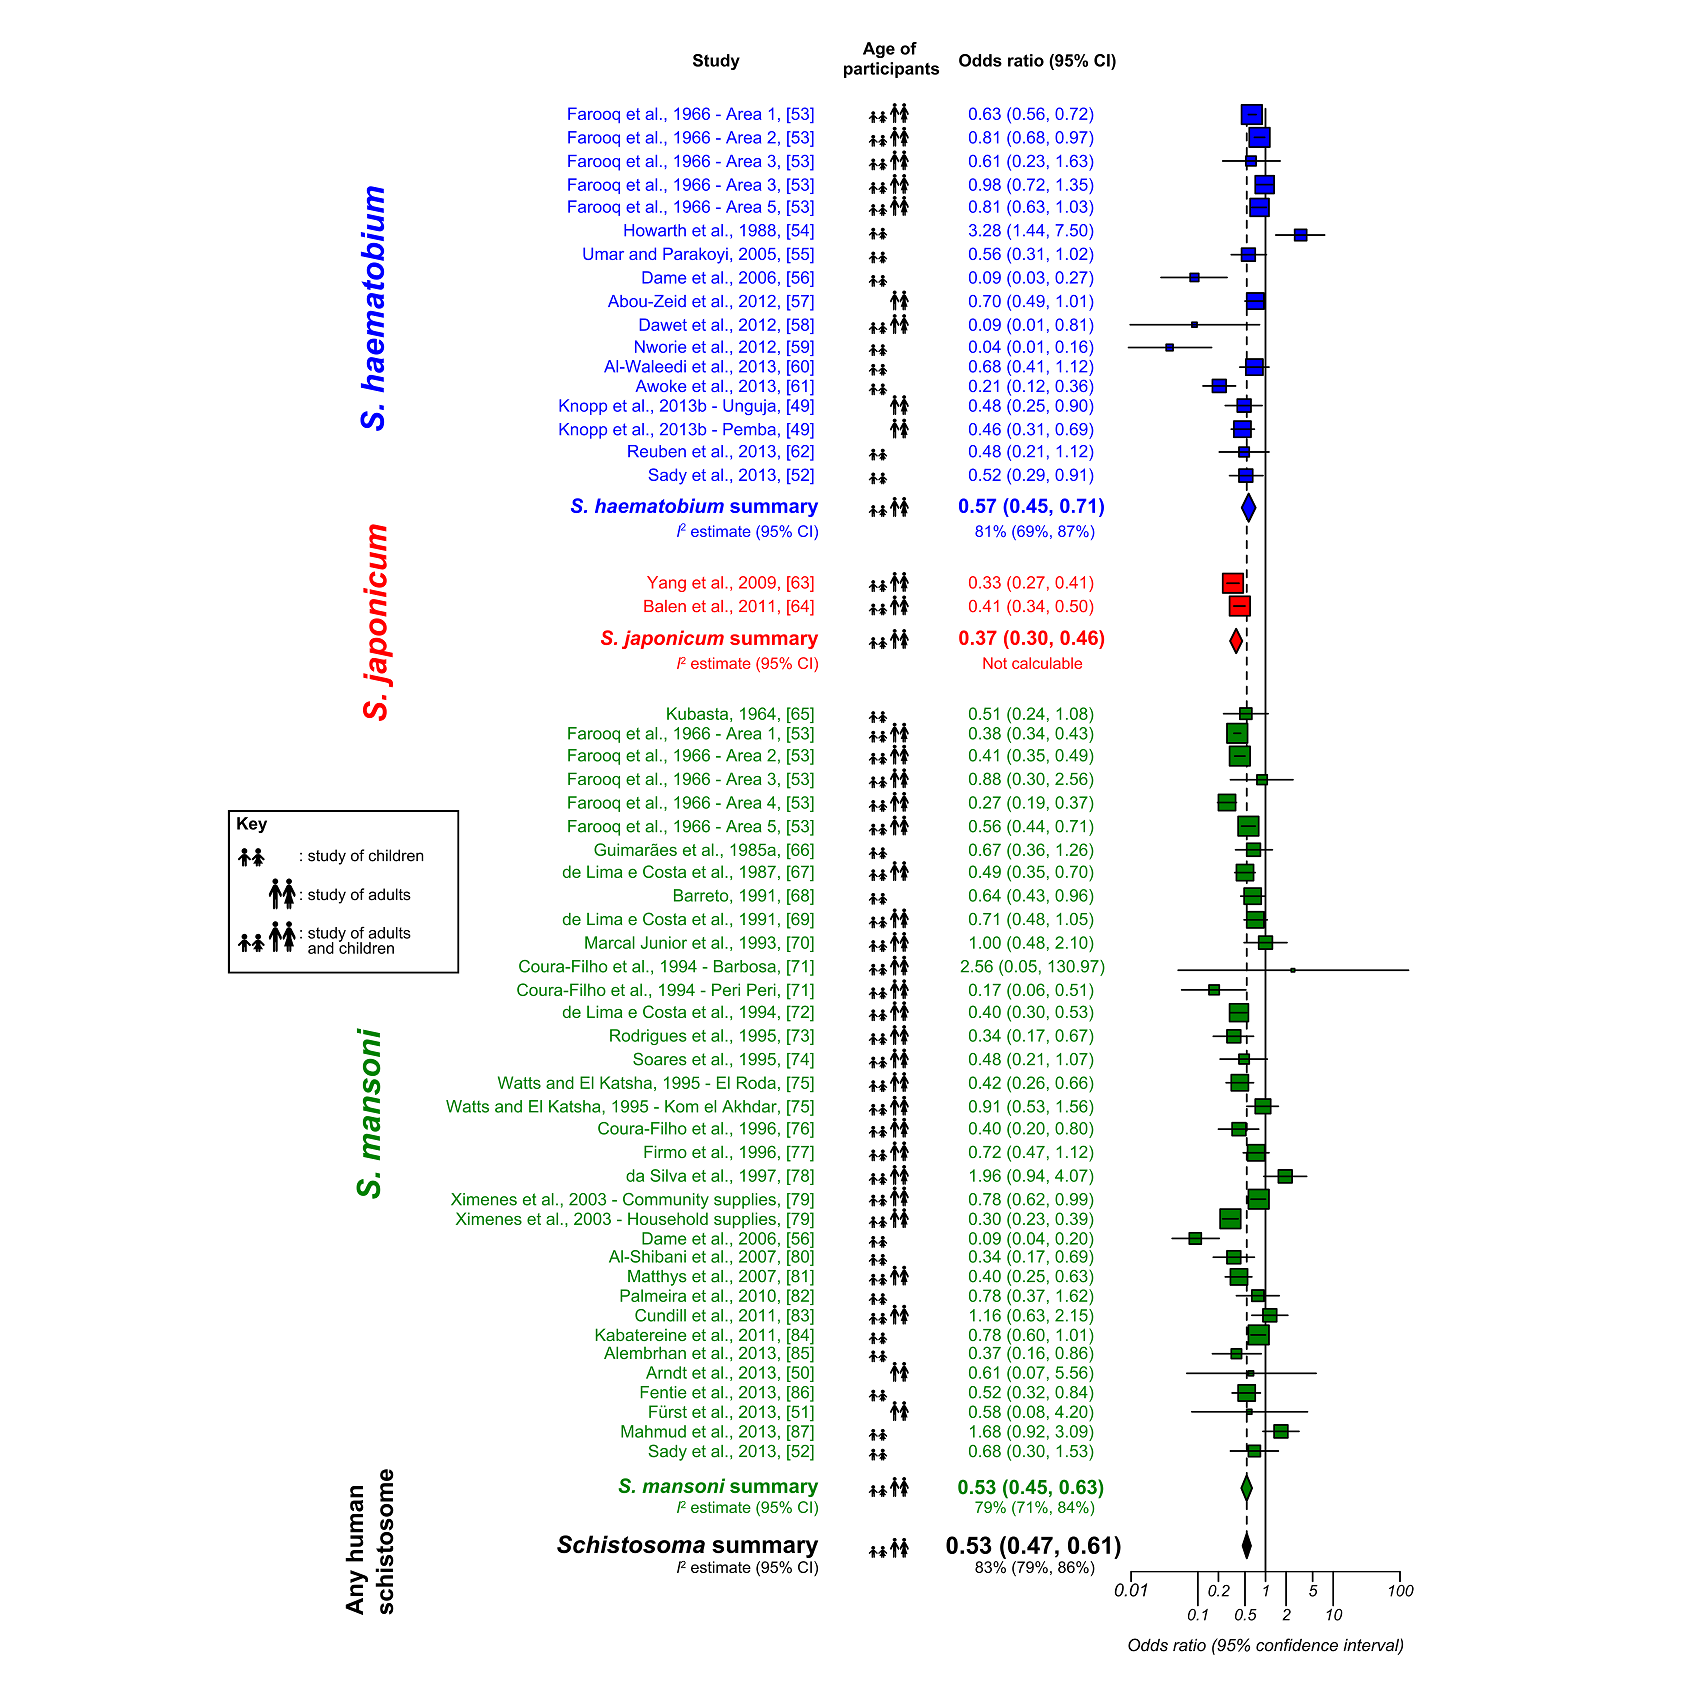 Study Age of participants Odds ratio (95% CI)
S. haematobium
Farooq et al., 1966 - Area 1, [53] 0.63 (0.56, 0.72)
Farooq et al., 1966 - Area 2, [53] 0.81 (0.68, 0.97)
Farooq et al., 1966 - Area 3, [53] 0.61 (0.23, 1.63)
Farooq et al., 1966 - Area 3, [53] 0.98 (0.72, 1.35)
Farooq et al., 1966 - Area 5, [53] 0.81 (0.63, 1.03)
Howarth et al., 1988, [54] 3.28 (1.44, 7.50)
Umar and Parakoyi, 2005, [55] 0.56 (0.31, 1.02)
Dame et al., 2006, [56] 0.09 (0.03, 0.27)
Abou-Zeid et al., 2012, [57] 0.70 (0.49, 1.01)
Dawet et al., 2012, [58] 0.09 (0.01, 0.81)
Nworie et al., 2012, [59] 0.04 (0.01, 0.16)
Al-Waleedi et al., 2013, [60] 0.68 (0.41, 1.12)
Awoke et al., 2013, [61] 0.21 (0.12, 0.36)
Knopp et al., 2013b - Unguja, [49] 0.48 (0.25, 0.90)
Knopp et al., 2013b - Pemba, [49] 0.46 (0.31, 0.69)
Reuben et al., 2013, [62] 0.48 (0.21, 1.12)
Sady et al., 2013, [52] 0.52 (0.29, 0.91)
S. haematobium summary 0.57 (0.45, 0.71)
I² estimate (95% CI) 81% (69%, 87%)
S. japonicum
Yang et al., 2009, [63] 0.33 (0.27, 0.41)
Balen et al., 2011, [64] 0.41 (0.34, 0.50)
S. japonicum summary 0.37 (0.30, 0.46)
I² estimate (95% CI) Not calculable
S. mansoni
Kubasta, 1964, [65] 0.51 (0.24, 1.08)
Farooq et al., 1966 - Area 1, [53] 0.38 (0.34, 0.43)
Farooq et al., 1966 - Area 2, [53] 0.41 (0.35, 0.49)
Farooq et al., 1966 - Area 3, [53] 0.88 (0.30, 2.56)
Farooq et al., 1966 - Area 4, [53] 0.27 (0.19, 0.37)
Farooq et al., 1966 - Area 5, [53] 0.56 (0.44, 0.71)
Guimarães et al., 1985a, [66] 0.67 (0.36, 1.26)
de Lima e Costa et al., 1987, [67] 0.49 (0.35, 0.70)
Barreto, 1991, [68] 0.64 (0.43, 0.96)
de Lima e Costa et al., 1991, [69] 0.71 (0.48, 1.05)
Marcal Junior et al., 1993, [70] 1.00 (0.48, 2.10)
Coura-Filho et al., 1994 - Barbosa, [71] 2.56 (0.05, 130.97)
Coura-Filho et al., 1994 - Peri Peri, [71] 0.17 (0.06, 0.51)
de Lima e Costa et al., 1994, [72] 0.40 (0.30, 0.53)
Rodrigues et al., 1995, [73] 0.34 (0.17, 0.67)
Soares et al., 1995, [74] 0.48 (0.21, 1.07)
Watts and El Katsha, 1995 - El Roda, [75] 0.42 (0.26, 0.66)
Watts and El Katsha, 1995 - Kom el Akhdar, [75] 0.91 (0.53, 1.56)
Coura-Filho et al., 1996, [76] 0.40 (0.20, 0.80)
Firmo et al., 1996, [77] 0.72 (0.47, 1.12)
da Silva et al., 1997, [78] 1.96 (0.94, 4.07)
Ximenes et al., 2003 - Community supplies, [79] 0.78 (0.62, 0.99)
Ximenes et al., 2003 - Household supplies, [79] 0.30 (0.23, 0.39)
Dame et al., 2006, [56] 0.09 (0.04, 0.20)
Al-Shibani et al., 2007, [80] 0.34 (0.17, 0.69)
Matthys et al., 2007, [81] 0.40 (0.25, 0.63)
Palmeira et al., 2010, [82] 0.78 (0.37, 1.62)
Cundill et al., 2011, [83] 1.16 (0.63, 2.15)
Kabatereine et al., 2011, [84] 0.78 (0.60, 1.01)
Alembrhan et al., 2013, [85] 0.37 (0.16, 0.86)
Arndt et al., 2013, [50] 0.61 (0.07, 5.56)
Fentie et al., 2013, [86] 0.52 (0.32, 0.84)
Fürst et al., 2013, [51] 0.58 (0.08, 4.20)
Mahmud et al., 2013, [87] 1.68 (0.92, 3.09)
Sady et al., 2013, [52] 0.68 (0.30, 1.53)
S. mansoni summary 0.53 (0.45, 0.63)
I² estimate (95% CI) 79% (71%, 84%)
Any human
schistosome
Schistosoma summary 0.53 (0.47, 0.61)
I² estimate (95% CI) 83% (79%, 86%)
Key
: study of children
: study of adults
: study of adults
and children
0.01 0.2 1 5 100
0.1 0.5 2 10
Odds ratio (95% confidence interval)